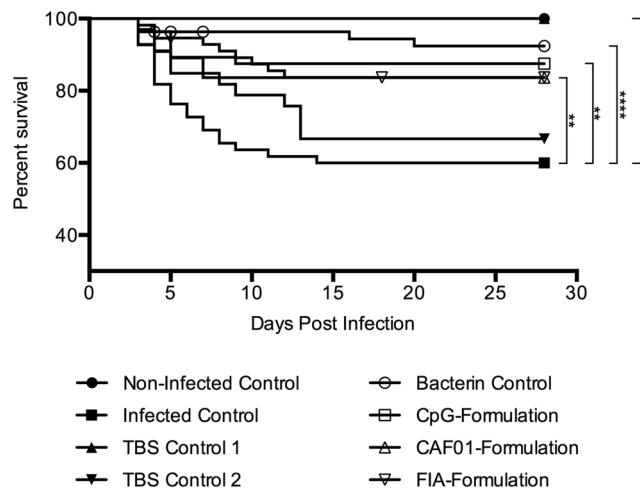 100
80
60
40
Percent survival
0 5 10 15 20 25 30
Days Post Infection
**
**
****
Non-Infected Control
Infected Control
TBS Control 1
TBS Control 2
Bacterin Control
CpG-Formulation
CAF01-Formulation
FIA-Formulation